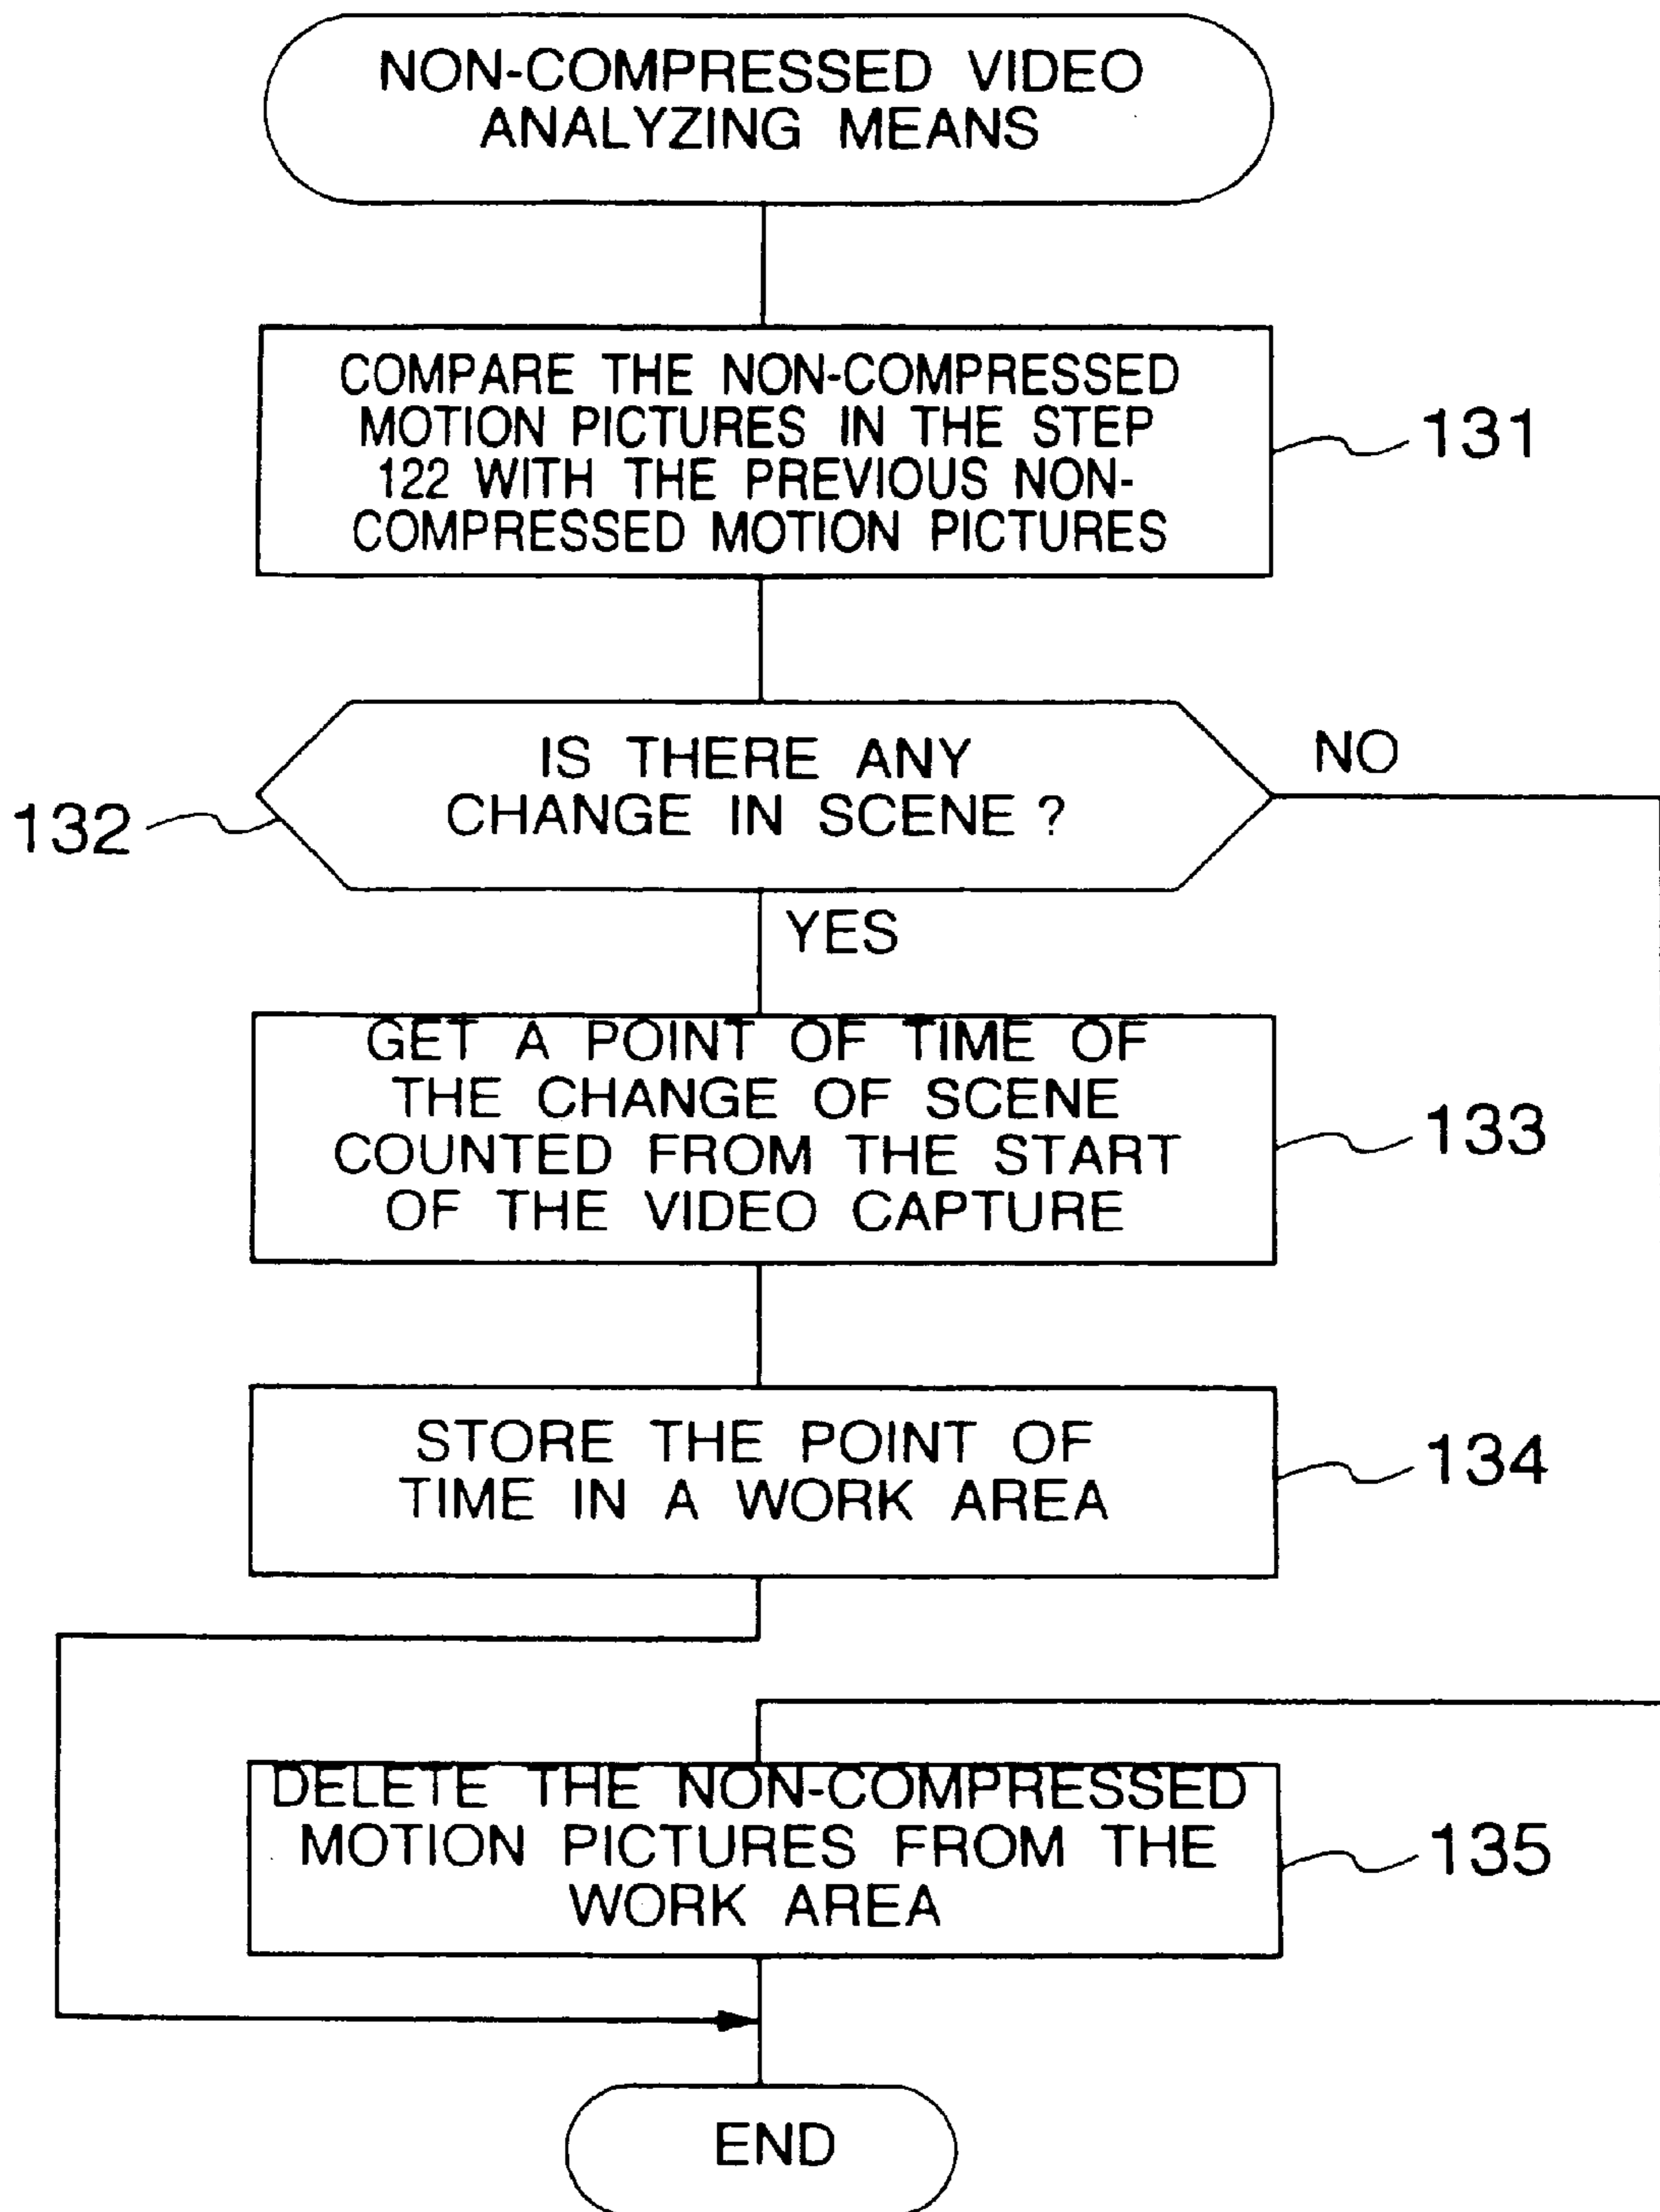 NON-COMPRESSED VIDEO
ANALYZING MEANS
COMPARE THE NON-COMPRESSED
MOTION PICTURES IN THE STEP
122 WITH THE PREVIOUS NON-
COMPRESSED MOTION PICTURES
131
IS THERE ANY
CHANGE IN SCENE ?
NO
132
YES
GET A POINT OF TIME OF
THE CHANGE OF SCENE
COUNTED FROM THE START
OF THE VIDEO CAPTURE
133
STORE THE POINT OF
TIME IN A WORK AREA
134
DELETE THE NON-COMPRESSED
MOTION PICTURES FROM THE
WORK AREA
135
END